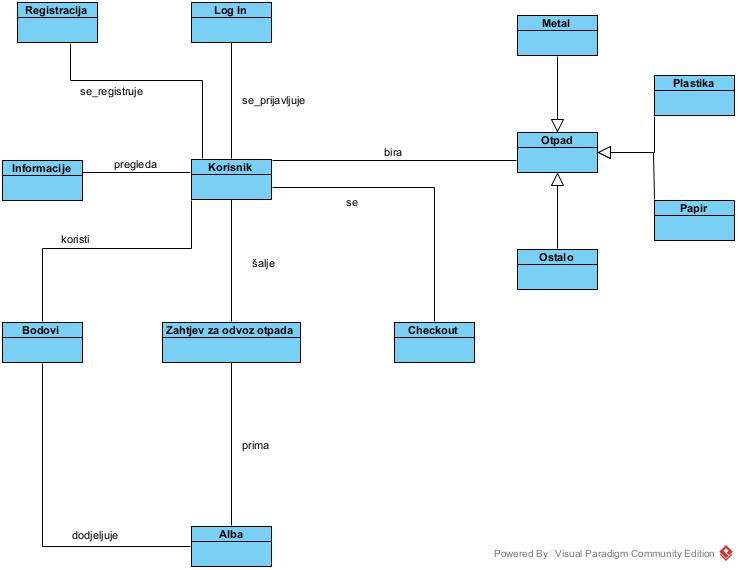 Registracija
Log In
Metal
Plastika
se_registruje
se_prijavljuje
Otpad
bira
Informacije
pregleda
Korisnik
se
Papir
koristi
šalje
Ostalo
Bodovi
Zahtjev za odvoz otpada
Checkout
prima
dodjeljuje
Alba
Powered By Visual Paradigm Community Edition